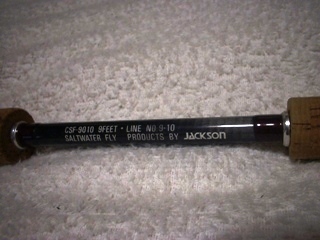 CSF-9010 9FEET • LINE NO 9-10
SALTWATER FLY PRODUCTS BY JACKSON